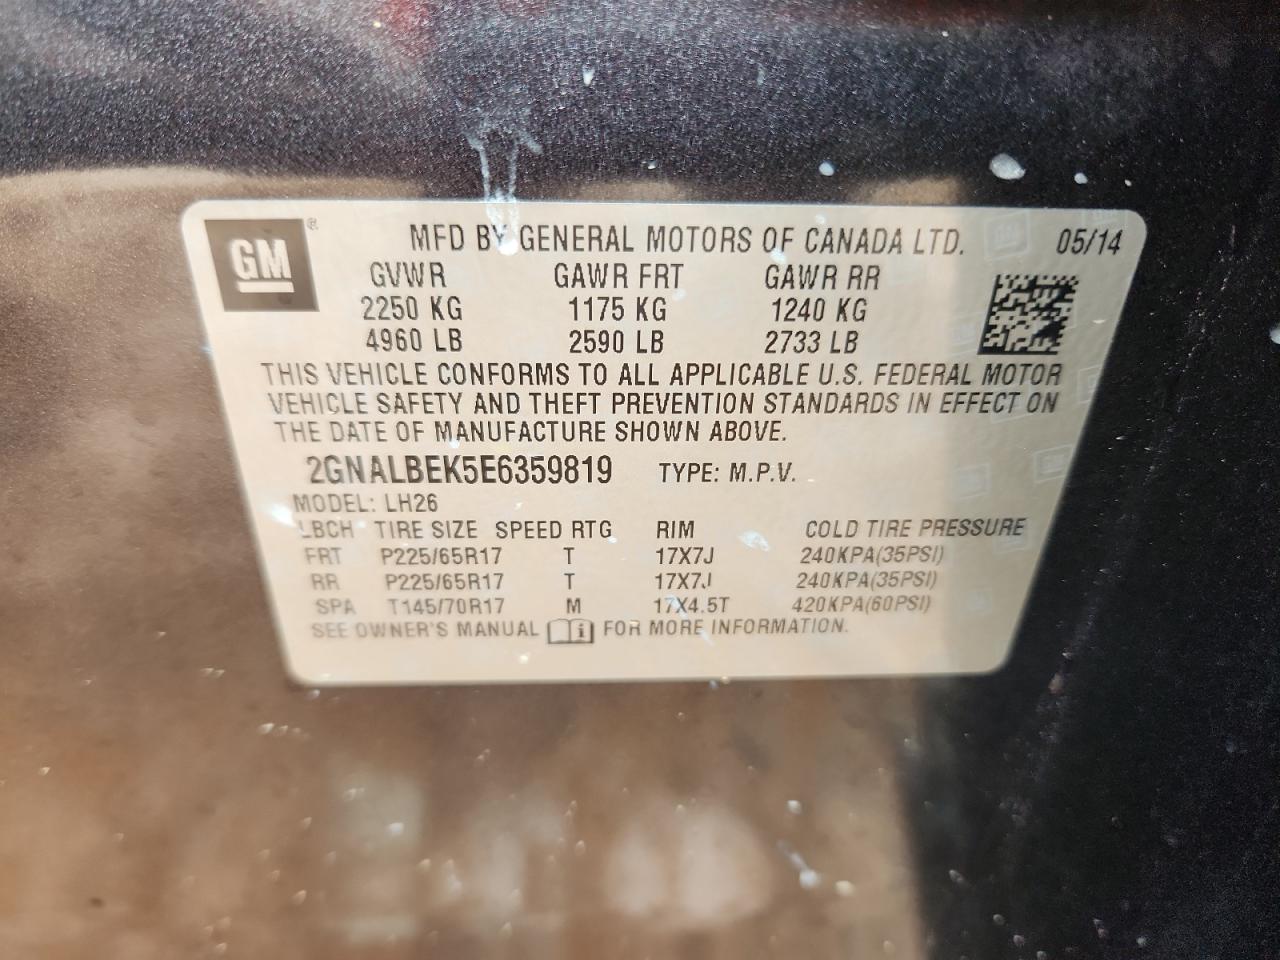 GM ® MFD BY GENERAL MOTORS OF CANADA LTD. 05/14
GVWR GAWR FRT GAWR RR
2250 KG 1175 KG 1240 KG
4960 LB 2590 LB 2733 LB
THIS VEHICLE CONFORMS TO ALL APPLICABLE U.S. FEDERAL MOTOR
VEHICLE SAFETY AND THEFT PREVENTION STANDARDS IN EFFECT ON
THE DATE OF MANUFACTURE SHOWN ABOVE.
2GNALBEK5E6359819 TYPE: M.P.V.
MODEL: LH26
LBCH TIRE SIZE SPEED RTG RIM COLD TIRE PRESSURE
FRT P225/65R17 T 17X7J 240KPA(35PSI)
RR P225/65R17 T 17X7J 240KPA(35PSI)
SPA T145/70R17 M 17X4.5T 420KPA(60PSI)
SEE OWNER'S MANUAL i FOR MORE INFORMATION.